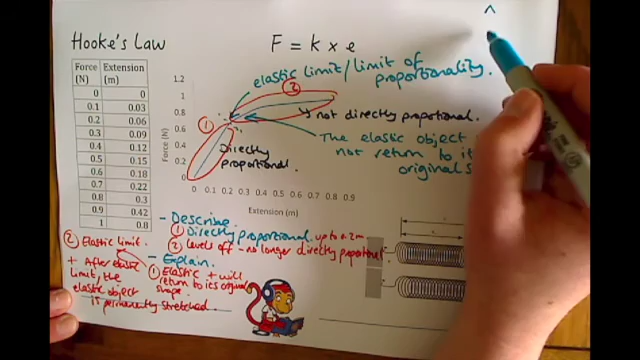 Hooke's Law
F = k × e
Force (N) Extension (m)
0 0
0.1 0.03
0.2 0.06
0.3 0.09
0.4 0.12
0.5 0.15
0.6 0.18
0.7 0.22
0.8 0.3
0.9 0.42
1 0.8
elastic limit/limit of
proportionality.
1.2
1
0.8
0.6
0.4
0.2
0
Force (N)
0 0.1 0.2 0.3 0.4 0.5 0.6 0.7 0.8 0.9
Extension (m)
①
②
Directly
proportional.
not directly proportional.
The elastic object
not return to
original
- Describe
① Directly proportional up to 0.2m
② Levels off - no longer directly proportional
- Explain
① Elastic + will
return to its original
shape.
② Elastic limit.
+ After elastic
limit, the
elastic object
is permanently stretched.